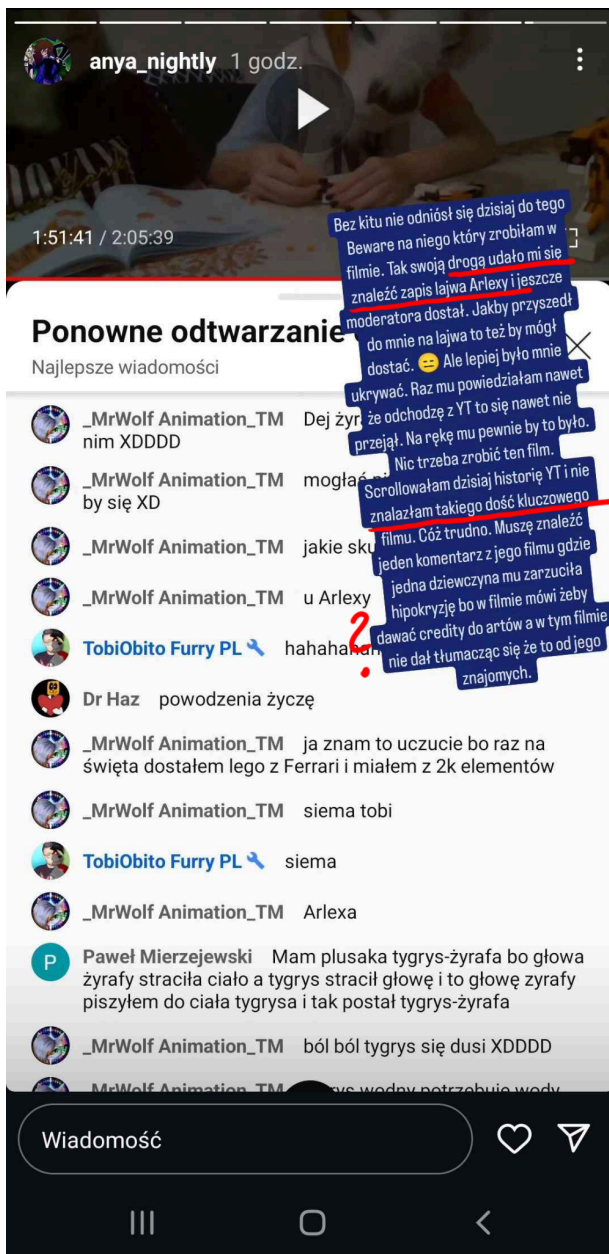 anya_nightly 1 godz.
1:51:41 / 2:05:39
Bez kitu nie odniósł się dzisiaj do tego
Beware na niego który zrobiłam w
filmie. Tak swoją drogą udało mi się
znaleźć zapis lajwa Arlexy i jeszcze
moderatora dostał. Jakby przyszedł
do mnie na lajwa to też by mógł
dostać. 😑 Ale lepiej było mnie
ukrywać. Raz mu powiedziałam nawet
że odchodzę z YT to się nawet nie
przejął. Na rękę mu pewnie by to było.
Nic trzeba zrobić ten film.
Scrollowałam dzisiaj historię YT i nie
znalazłam takiego dość kluczowego
filmu. Cóż trudno. Muszę znaleźć
jeden komentarz z jego filmu gdzie
jedna dziewczyna mu zarzuciła
hipokryzję bo w filmie mówi żeby
dawać credity do artów a w tym filmie
nie dał tłumacząc się że to od jego
znajomych.
?
Ponowne odtwarzanie
Najlepsze wiadomości
_MrWolf Animation_TM Dej
nim XDDDD
_MrWolf Animation_TM mogłaś
by się XD
_MrWolf Animation_TM jakie
_MrWolf Animation_TM u Arlexy
TobiObito Furry PL 🔧 hahahahah
Dr Haz powodzenia życzę
_MrWolf Animation_TM ja znam to uczucie bo raz na
święta dostałem lego z Ferrari i miałem z 2k elementów
_MrWolf Animation_TM siema tobi
TobiObito Furry PL 🔧 siema
_MrWolf Animation_TM Arlexa
P Paweł Mierzejewski Mam plusaka tygrys-żyrafa bo głowa
żyrafy straciła ciało a tygrys stracił głowę i to głowę zyrafy
piszyłem do ciała tygrysa i tak postał tygrys-żyrafa
_MrWolf Animation_TM ból ból tygrys się dusi XDDDD
_MrWolf Animation_TM wodny potrzebuje wody
Wiadomość